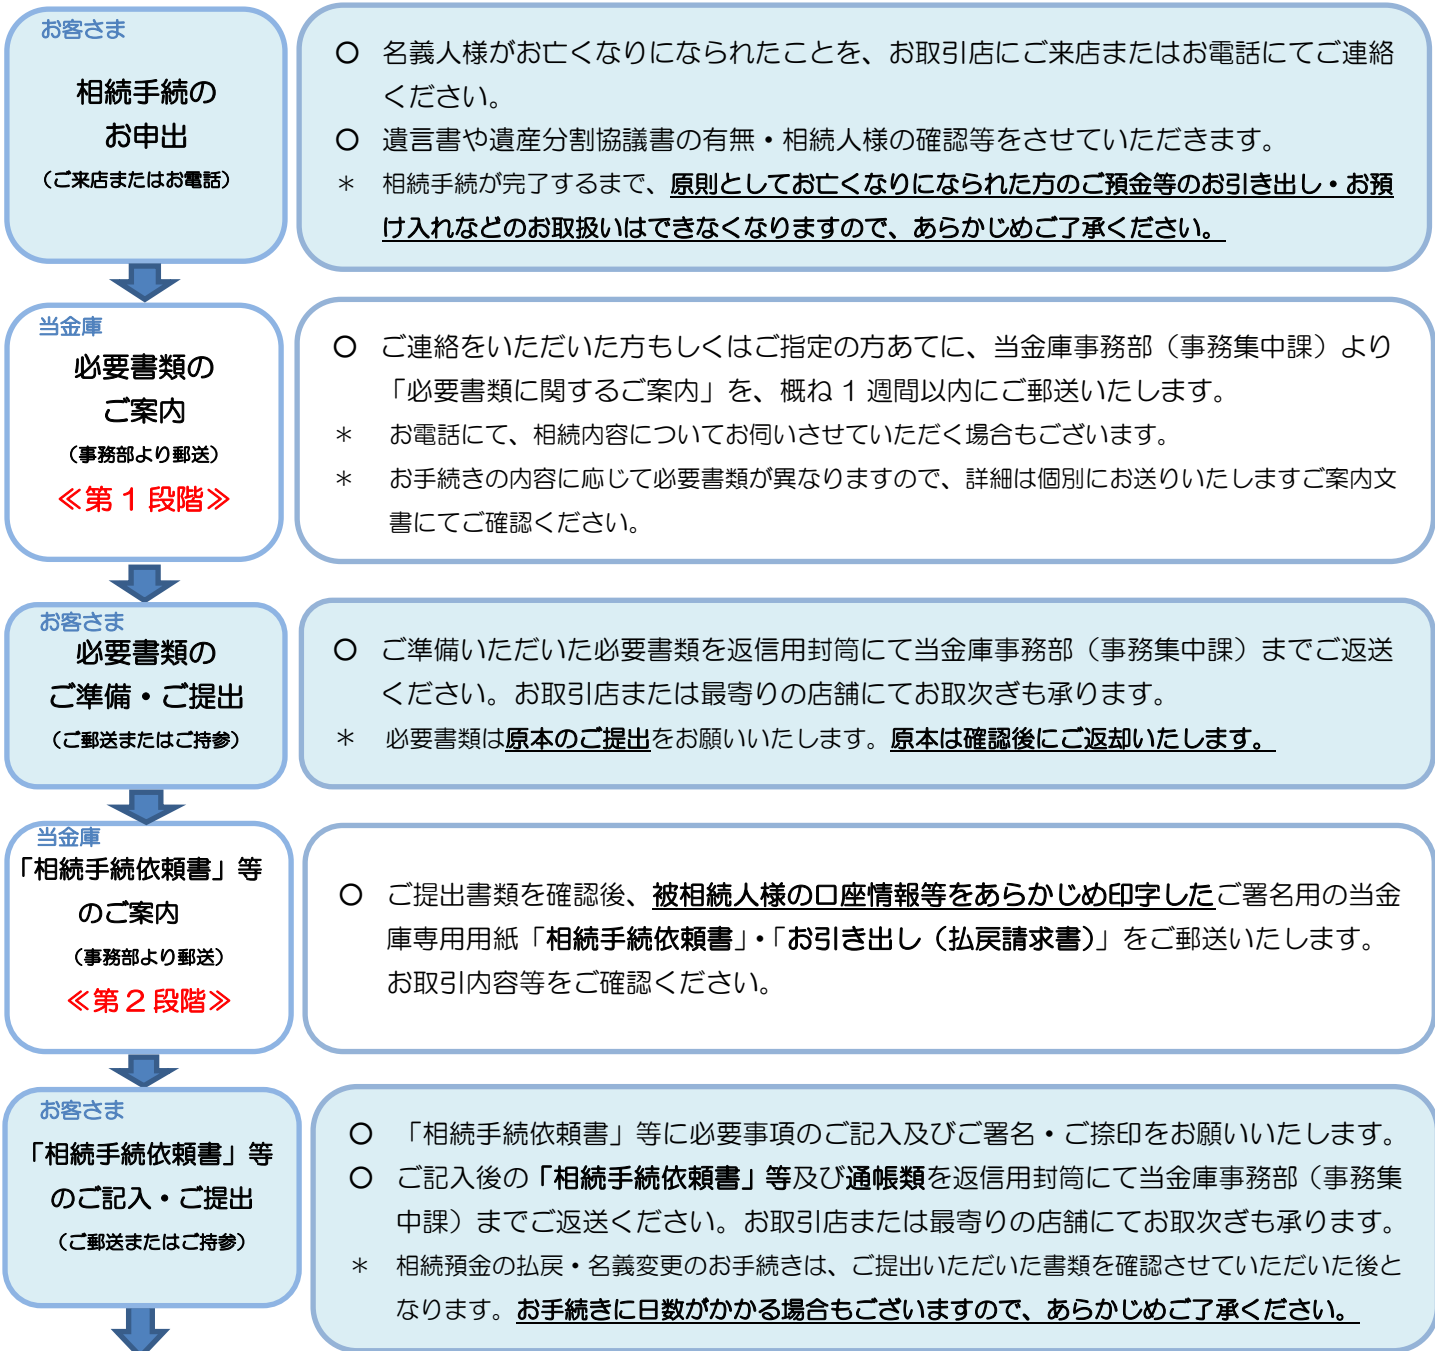 お客さま
相続手続の
お申出
（ご来店またはお電話）
○ 名義人様がお亡くなりになられたことを、お取引店にご来店またはお電話にてご連絡
ください。
○ 遺言書や遺産分割協議書の有無・相続人様の確認等をさせていただきます。
＊ 相続手続が完了するまで、原則としてお亡くなりになられた方のご預金等のお引き出し・お預
け入れなどのお取扱いはできなくなりますので、あらかじめご了承ください。
当金庫
必要書類の
ご案内
（事務部より郵送）
≪第１段階≫
○ ご連絡をいただいた方もしくはご指定の方あてに、当金庫事務部（事務集中課）より
「必要書類に関するご案内」を、概ね１週間以内にご郵送いたします。
＊ お電話にて、相続内容についてお伺いさせていただく場合もございます。
＊ お手続きの内容に応じて必要書類が異なりますので、詳細は個別にお送りいたしますご案内文
書にてご確認ください。
お客さま
必要書類の
ご準備・ご提出
（ご郵送またはご持参）
○ ご準備いただいた必要書類を返信用封筒にて当金庫事務部（事務集中課）までご返送
ください。お取引店または最寄りの店舗にてお取次ぎも承ります。
＊ 必要書類は原本のご提出をお願いいたします。原本は確認後にご返却いたします。
当金庫
「相続手続依頼書」等
のご案内
（事務部より郵送）
≪第２段階≫
○ ご提出書類を確認後、被相続人様の口座情報等をあらかじめ印字したご署名用の当金
庫専用用紙「相続手続依頼書」・「お引き出し（払戻請求書）」をご郵送いたします。
お取引内容等をご確認ください。
お客さま
「相続手続依頼書」等
のご記入・ご提出
（ご郵送またはご持参）
○ 「相続手続依頼書」等に必要事項のご記入及びご署名・ご捺印をお願いいたします。
○ ご記入後の「相続手続依頼書」等及び通帳類を返信用封筒にて当金庫事務部（事務集
中課）までご返送ください。お取引店または最寄りの店舗にてお取次ぎも承ります。
＊ 相続預金の払戻・名義変更のお手続きは、ご提出いただいた書類を確認させていただいた後と
なります。お手続きに日数がかかる場合もございますので、あらかじめご了承ください。